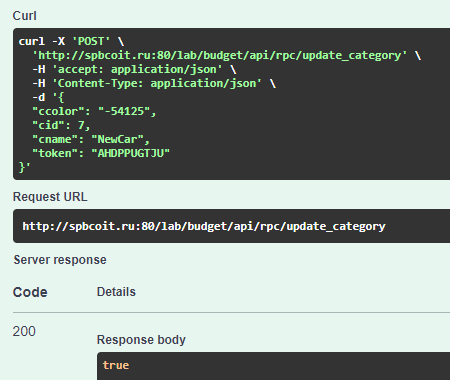 Curl
curl -X 'POST' \
'http://spbcoit.ru:80/lab/budget/api/rpc/update_category' \
-H 'accept: application/json' \
-H 'Content-Type: application/json' \
-d '{
"ccolor": "-54125",
"cid": 7,
"cname": "NewCar",
"token": "AHDPPUGTJU"
}'
Request URL
http://spbcoit.ru:80/lab/budget/api/rpc/update_category
Server response
Code Details
200
Response body
true